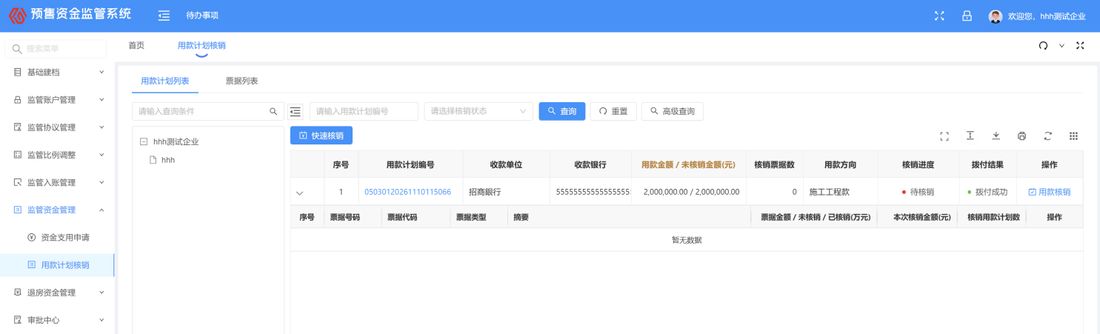 预售资金监管系统
待办事项
欢迎您，hhh测试企业
搜索菜单
首页
用款计划核销
基础建档
监管账户管理
监管协议管理
监管比例调整
监管入账管理
监管资金管理
资金支用申请
用款计划核销
退房资金管理
审批中心
用款计划列表
票据列表
请输入查询条件
请输入用款计划编号
请选择核销状态
查询
重置
高级查询
hhh测试企业
hhh
快速核销
序号 用款计划编号 收款单位 收款银行 用款金额 / 未核销金额(元) 核销票据数 用款方向 核销进度 拨付结果 操作
1 05030120261110115066 招商銀行 55555555555555555 2,000,000.00 / 2,000,000.00 0 施工工程款 待核销 拨付成功 用款核销
序号 票据号码 票据代码 票据类型 摘要 票据金额 / 未核销 / 已核销(万元) 本次核销金额(元) 核销用款计划数 操作
暂无数据